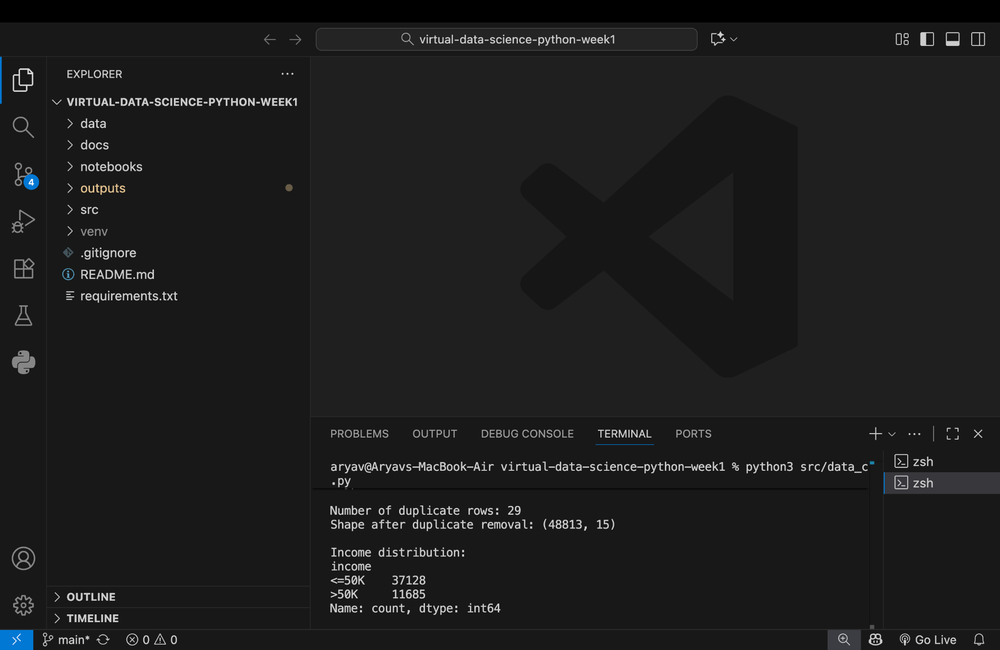 virtual-data-science-python-week1
EXPLORER
VIRTUAL-DATA-SCIENCE-PYTHON-WEEK1
data
docs
notebooks
outputs
src
venv
.gitignore
README.md
requirements.txt
4
OUTLINE
TIMELINE
PROBLEMS OUTPUT DEBUG CONSOLE TERMINAL PORTS
aryav@Aryavs-MacBook-Air virtual-data-science-python-week1 % python3 src/data_c
.py
Number of duplicate rows: 29
Shape after duplicate removal: (48813, 15)
Income distribution:
income
<=50K 37128
>50K 11685
Name: count, dtype: int64
zsh
zsh
main* 0 0 Go Live